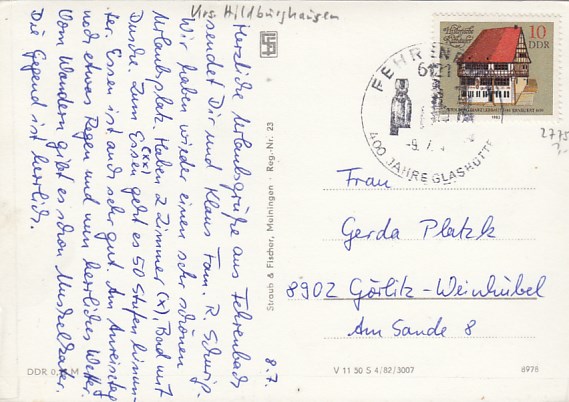 Krs. Hildburghausen
8.7.
Herzliche Urlaubsgrüße aus Fehrenbach
sendet Dir und Klaus Fam. R.
Wir haben wieder einen sehr schönen
Urlaubsplatz. Haben 2 Zimmer (x), Bad mit
Dusche. Zum Essen (xx) geht es 50 Stufen hinun-
ter. Essen ist auch sehr gut. Am Anreisetag
noch etwas Regen und nun herrliches Wetter.
Vom Wandern gibt es schon Muskelkater.
Die Gegend ist herrlich.
Straub & Fischer, Meiningen · Reg.-Nr. 23
DDR 0, M
10
DDR
1983
FEHRENB
400 JAHRE GLASHÜTTE
2775
Frau
Gerda Platzk
8902 Görlitz-Weinhübel
Am Sande 8
V 11 50 S 4/82/3007
6978